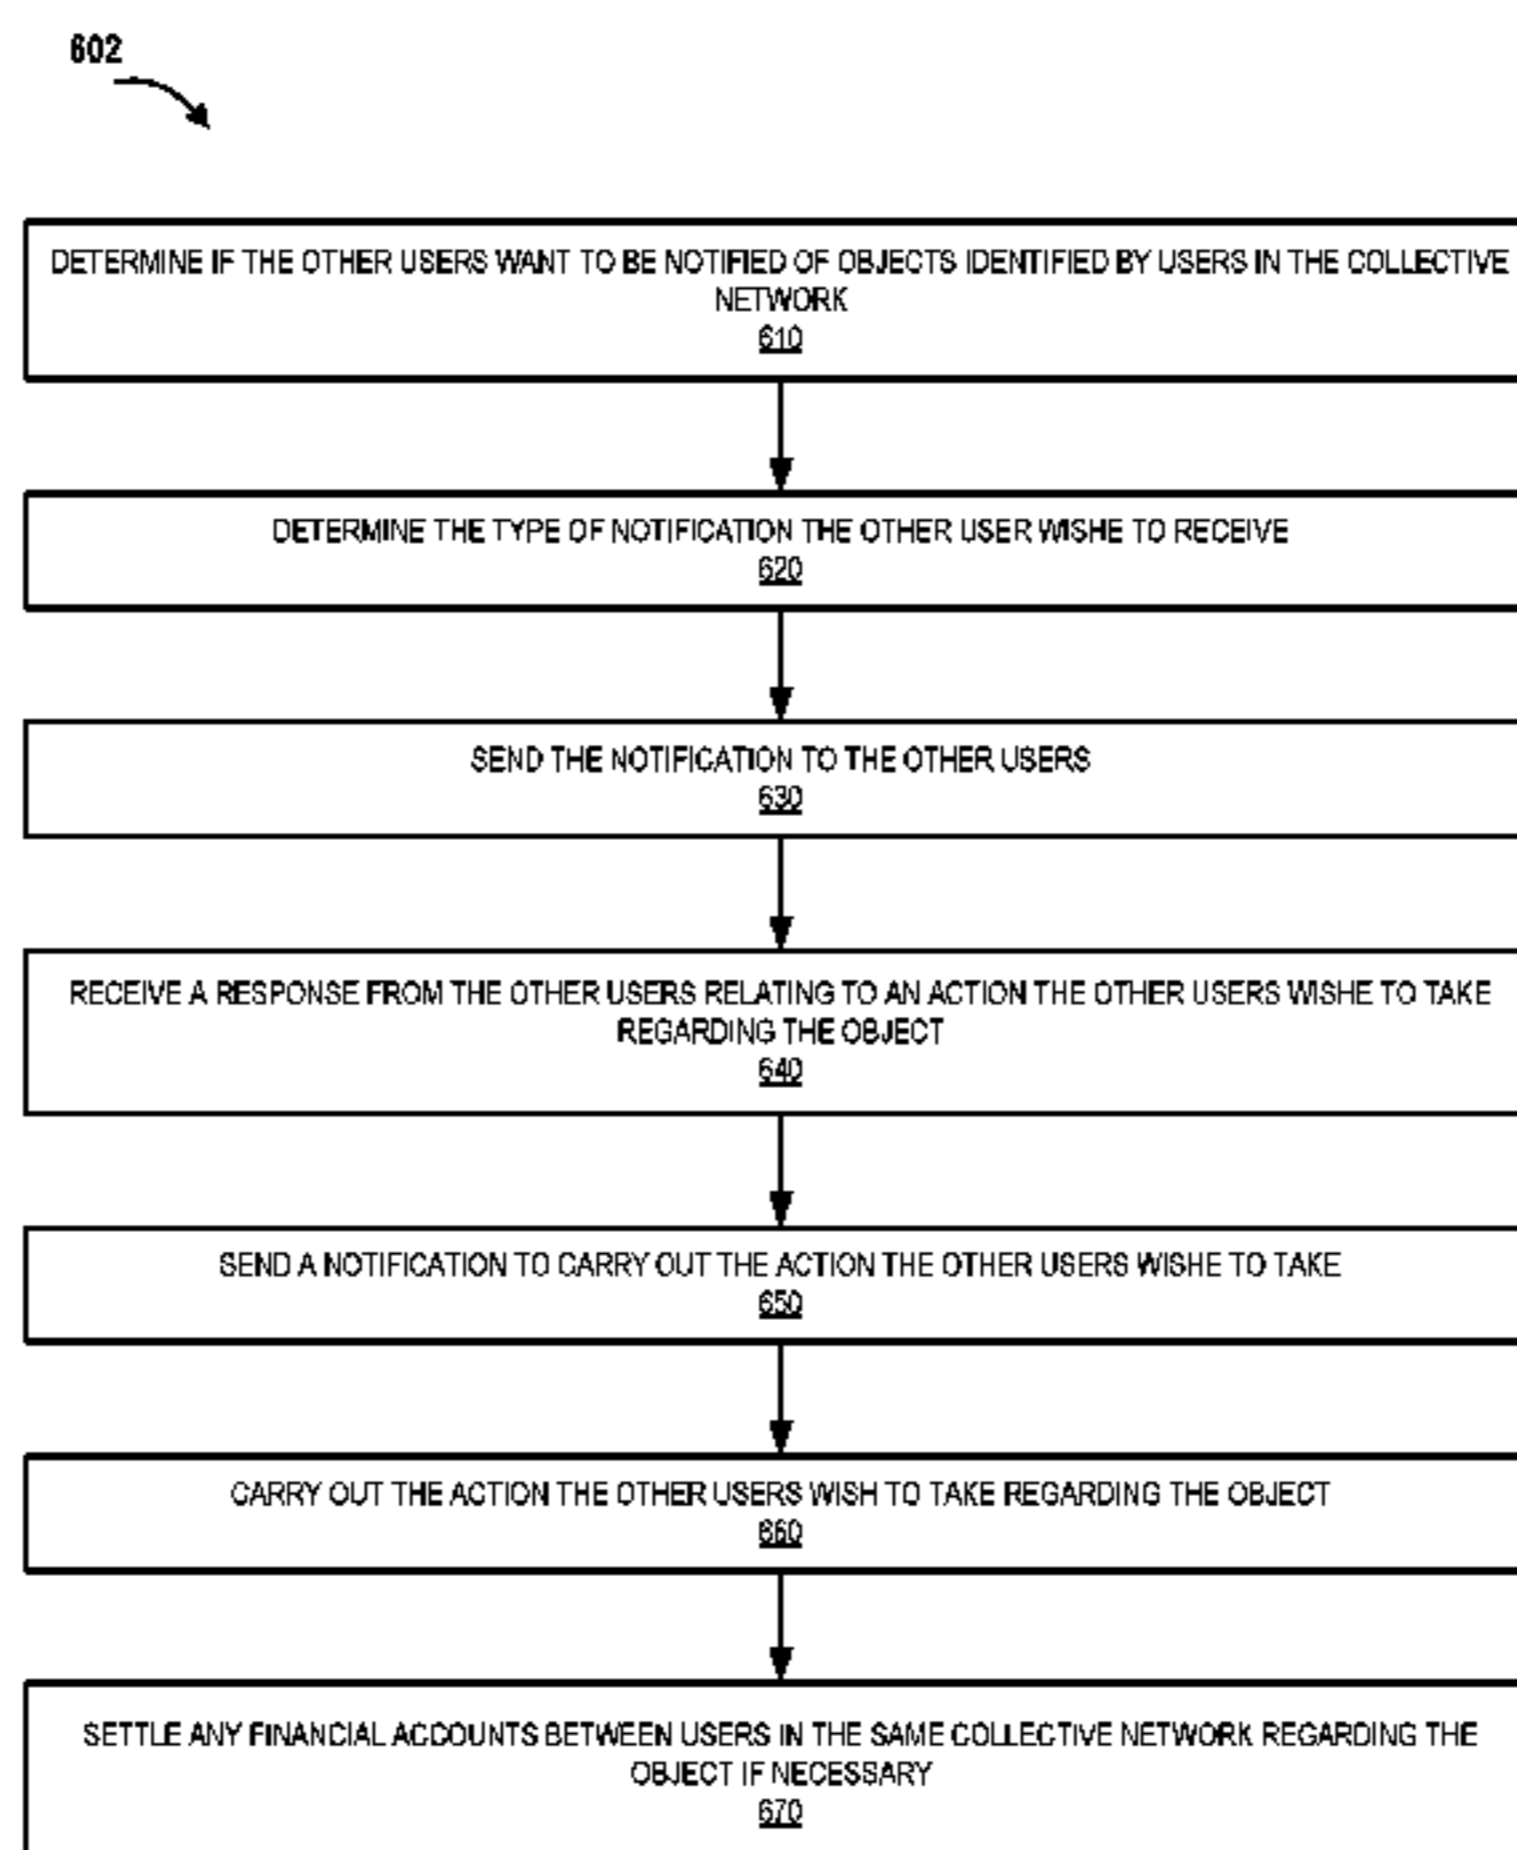 602
DETERMINE IF THE OTHER USERS WANT TO BE NOTIFIED OF OBJECTS IDENTIFIED BY USERS IN THE COLLECTIVE
NETWORK
610
DETERMINE THE TYPE OF NOTIFICATION THE OTHER USER WISHE TO RECEIVE
620
SEND THE NOTIFICATION TO THE OTHER USERS
630
RECEIVE A RESPONSE FROM THE OTHER USERS RELATING TO AN ACTION THE OTHER USERS WISHE TO TAKE
REGARDING THE OBJECT
640
SEND A NOTIFICATION TO CARRY OUT THE ACTION THE OTHER USERS WISHE TO TAKE
650
CARRY OUT THE ACTION THE OTHER USERS WISH TO TAKE REGARDING THE OBJECT
660
SETTLE ANY FINANCIAL ACCOUNTS BETWEEN USERS IN THE SAME COLLECTIVE NETWORK REGARDING THE
OBJECT IF NECESSARY
670